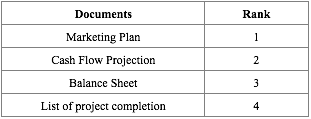 Documents Rank
Marketing Plan 1
Cash Flow Projection 2
Balance Sheet 3
List of project completion 4